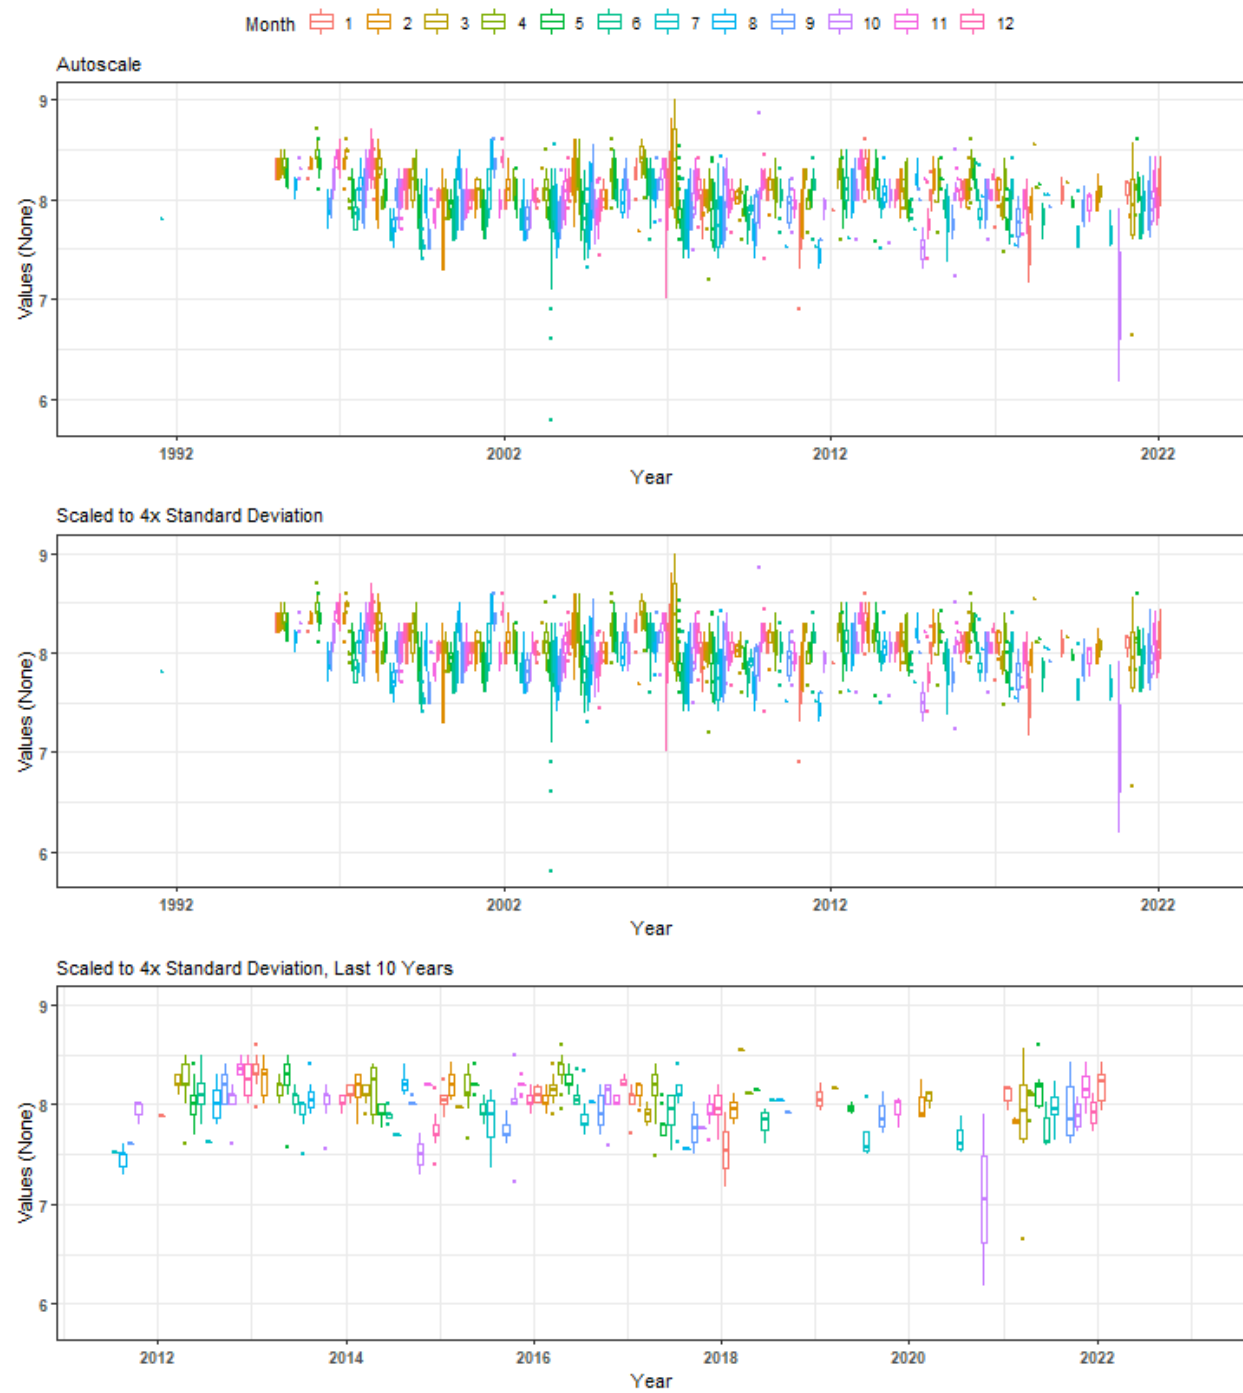 Month 1 2 3 4 5 6 7 8 9 10 11 12
Autoscale
Values (None)
9
8
7
6
1992 2002 2012 2022
Year
Scaled to 4x Standard Deviation
Values (None)
9
8
7
6
1992 2002 2012 2022
Year
Scaled to 4x Standard Deviation, Last 10 Years
Values (None)
9
8
7
6
2012 2014 2016 2018 2020 2022
Year